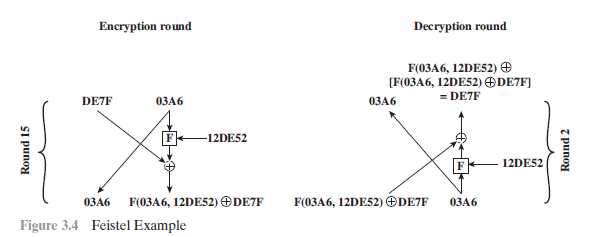 Encryption round
Decryption round
F(03A6, 12DE52) ⊕
[F(03A6, 12DE52) ⊕ DE7F]
= DE7F
DE7F
03A6
03A6
Round 15
F
12DE52
F
12DE52
Round 2
03A6
F(03A6, 12DE52) ⊕ DE7F
F(03A6, 12DE52) ⊕ DE7F
03A6
Figure 3.4 Feistel Example